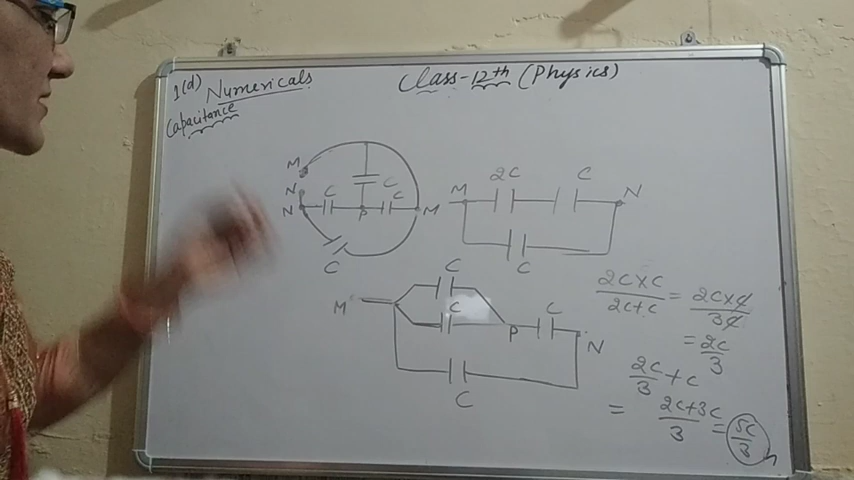 1(d) Numericals
Class-12th (Physics)
Capacitance
M
N
N C P C C M
C
M 2C C N
C
M C
C P C N
C
2C×C / 2C+C = 2C×C / 3C
= 2C/3
2C/3 + C
= 2C+3C / 3 = 5C/3